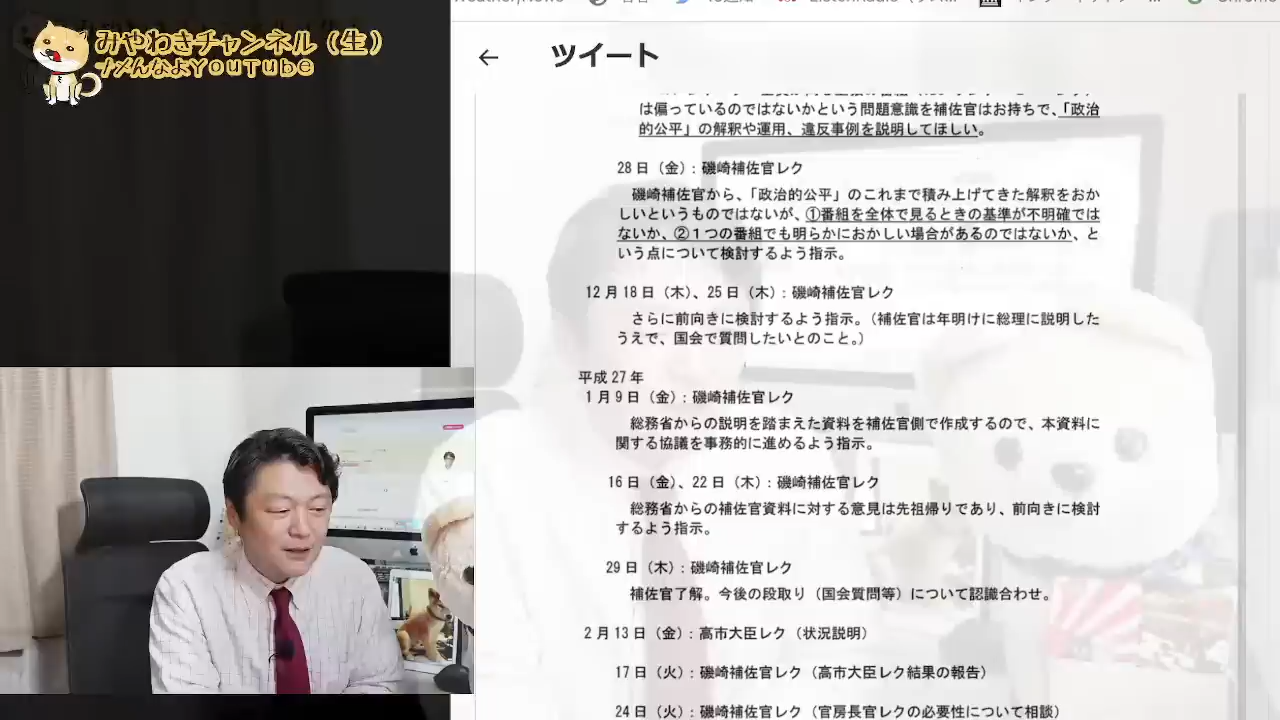 みやわきチャンネル（生）
ナメんなよYouTube
ツイート
は偏っているのではないかという問題意識を補佐官はお持ちで、「政治
的公平」の解釈や運用、違反事例を説明してほしい。
28日（金）：磯崎補佐官レク
磯崎補佐官から、「政治的公平」のこれまで積み上げてきた解釈をおか
しいというものではないが、①番組を全体で見るときの基準が不明確では
ないか、②１つの番組でも明らかにおかしい場合があるのではないか、と
いう点について検討するよう指示。
12月18日（木）、25日（木）：磯崎補佐官レク
さらに前向きに検討するよう指示。（補佐官は年明けに総理に説明した
うえで、国会で質問したいとのこと。）
平成27年
1月9日（金）：磯崎補佐官レク
総務省からの説明を踏まえた資料を補佐官側で作成するので、本資料に
関する協議を事務的に進めるよう指示。
16日（金）、22日（木）：磯崎補佐官レク
総務省からの補佐官資料に対する意見は先祖帰りであり、前向きに検討
するよう指示。
29日（木）：磯崎補佐官レク
補佐官了解。今後の段取り（国会質問等）について認識合わせ。
2月13日（金）：高市大臣レク（状況説明）
17日（火）：磯崎補佐官レク（高市大臣レク結果の報告）
24日（火）：磯崎補佐官レク（官房長官レクの必要性について相談）